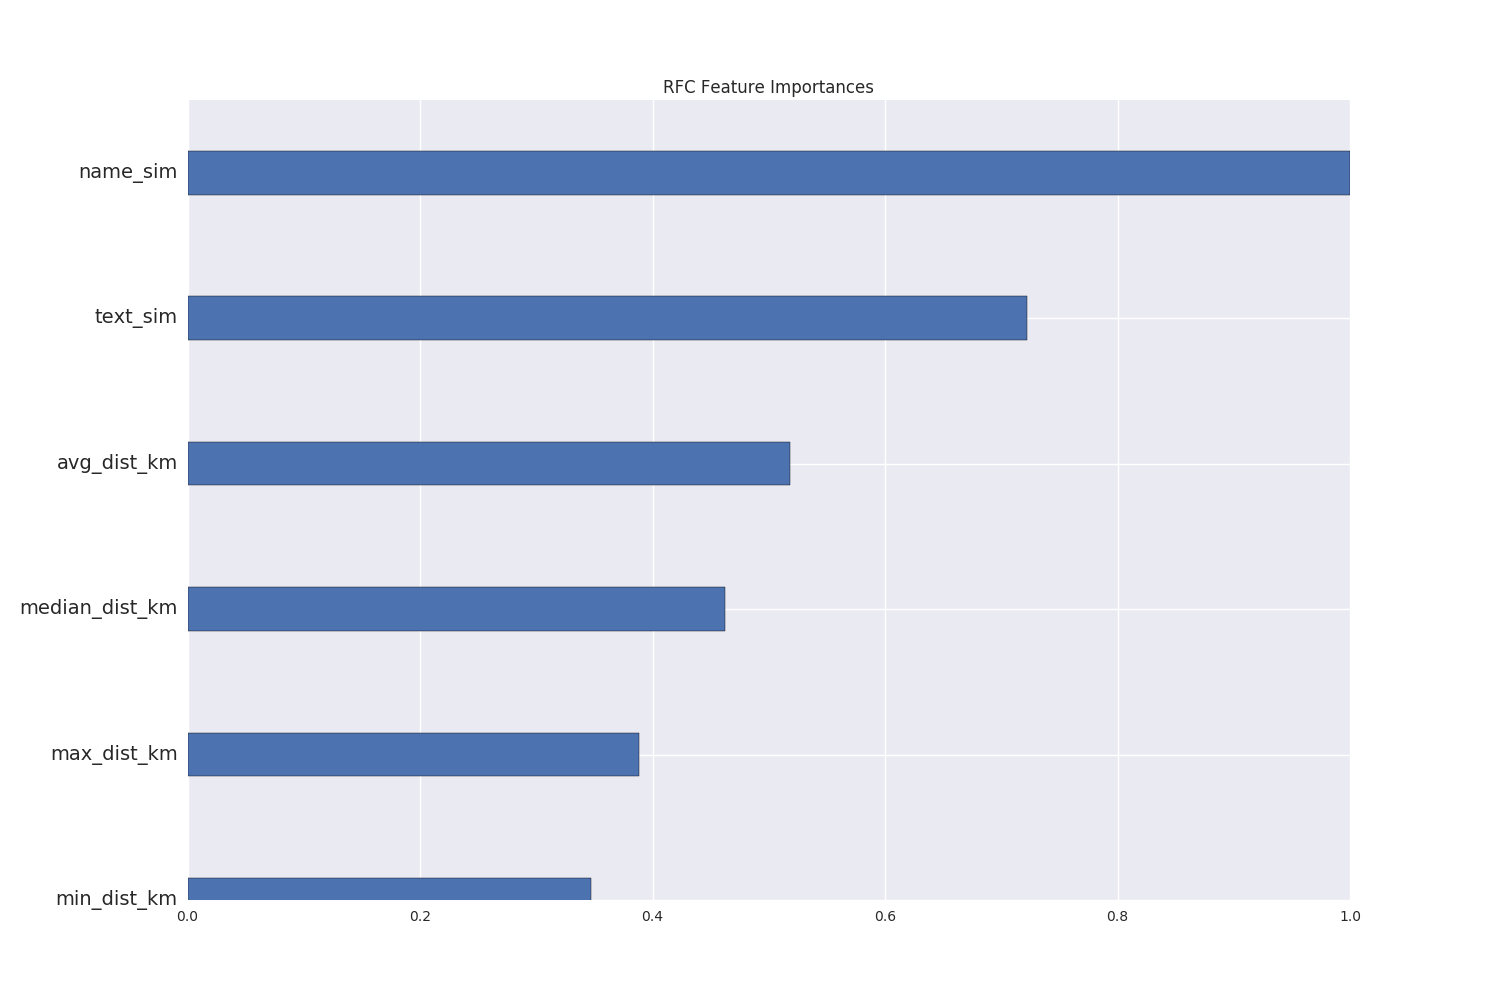 RFC Feature Importances
name_sim
text_sim
avg_dist_km
median_dist_km
max_dist_km
min_dist_km
0.0 0.2 0.4 0.6 0.8 1.0